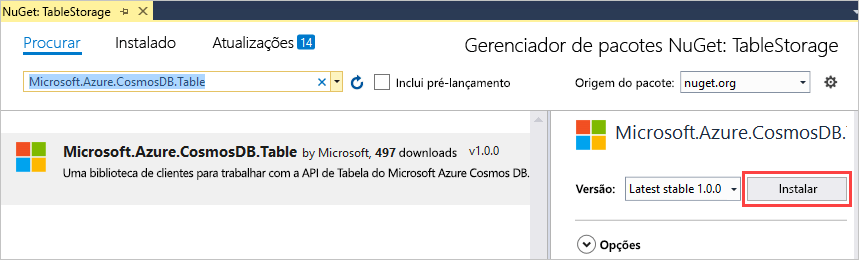 NuGet: TableStorage
Procurar Instalado Atualizações 14
Gerenciador de pacotes NuGet: TableStorage
Microsoft.Azure.CosmosDB.Table
Inclui pré-lançamento
Origem do pacote: nuget.org
Microsoft.Azure.CosmosDB.Table by Microsoft, 497 downloads v1.0.0
Uma biblioteca de clientes para trabalhar com a API de Tabela do Microsoft Azure Cosmos DB.
Microsoft.Azure.CosmosDB.
Versão: Latest stable 1.0.0 Instalar
Opções